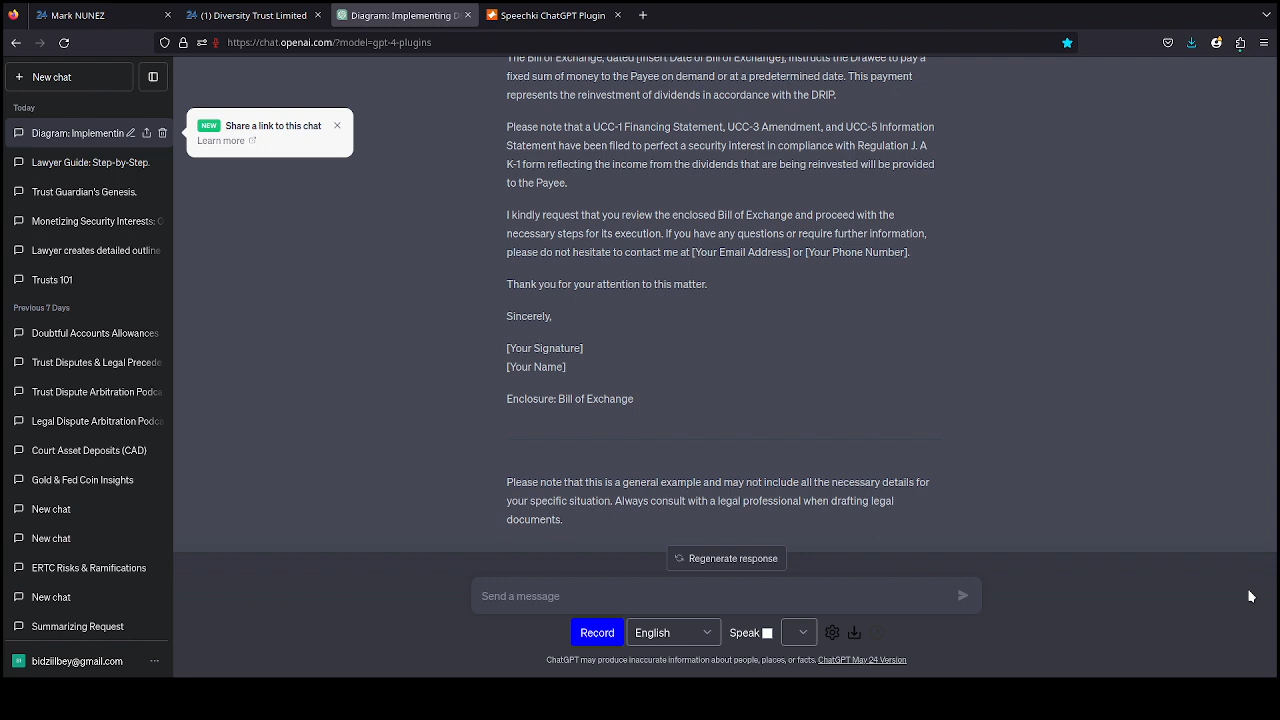 Mark NUNEZ
(1) Diversity Trust Limited
Diagram: Implementing D
Speechki ChatGPT Plugin
https://chat.openai.com/?model=gpt-4-plugins
New chat
Today
Diagram: Implementin
Lawyer Guide: Step-by-Step.
Trust Guardian's Genesis.
Monetizing Security Interests:
Lawyer creates detailed outline
Trusts 101
Previous 7 Days
Doubtful Accounts Allowances
Trust Disputes & Legal Precede
Trust Dispute Arbitration Podca
Legal Dispute Arbitration Podca
Court Asset Deposits (CAD)
Gold & Fed Coin Insights
New chat
New chat
ERTC Risks & Ramifications
New chat
Summarizing Request
bidzillbey@gmail.com
NEW Share a link to this chat
Learn more
The Bill of Exchange, dated [Insert Date of Bill of Exchange], instructs the Drawee to pay a
fixed sum of money to the Payee on demand or at a predetermined date. This payment
represents the reinvestment of dividends in accordance with the DRIP.
Please note that a UCC-1 Financing Statement, UCC-3 Amendment, and UCC-5 Information
Statement have been filed to perfect a security interest in compliance with Regulation J. A
K-1 form reflecting the income from the dividends that are being reinvested will be provided
to the Payee.
I kindly request that you review the enclosed Bill of Exchange and proceed with the
necessary steps for its execution. If you have any questions or require further information,
please do not hesitate to contact me at [Your Email Address] or [Your Phone Number].
Thank you for your attention to this matter.
Sincerely,
[Your Signature]
[Your Name]
Enclosure: Bill of Exchange
Please note that this is a general example and may not include all the necessary details for
your specific situation. Always consult with a legal professional when drafting legal
documents.
Regenerate response
Send a message
Record English Speak
ChatGPT may produce inaccurate information about people, places, or facts. ChatGPT May 24 Version